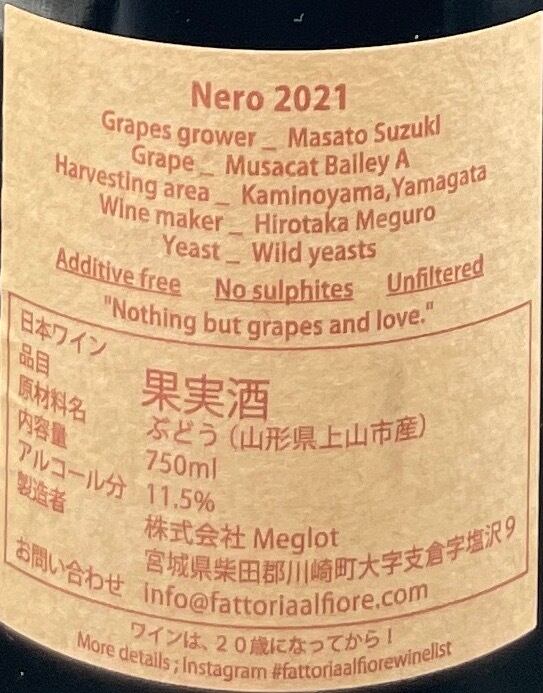 Nero 2021
Grapes grower _ Masato Suzuki
Grape _ Musacat Bailey A
Harvesting area _ Kaminoyama,Yamagata
Wine maker _ Hirotaka Meguro
Yeast _ Wild yeasts
Additive free No sulphites Unfiltered
"Nothing but grapes and love."
日本ワイン
品目 果実酒
原材料名 ぶどう（山形県上山市産）
内容量 750ml
アルコール分 11.5%
製造者 株式会社 Meglot
宮城県柴田郡川崎町大字支倉字塩沢9
お問い合わせ info@fattoriaalfiore.com
ワインは、20歳になってから！
More details ; Instagram #fattoriaalfiorewinelist